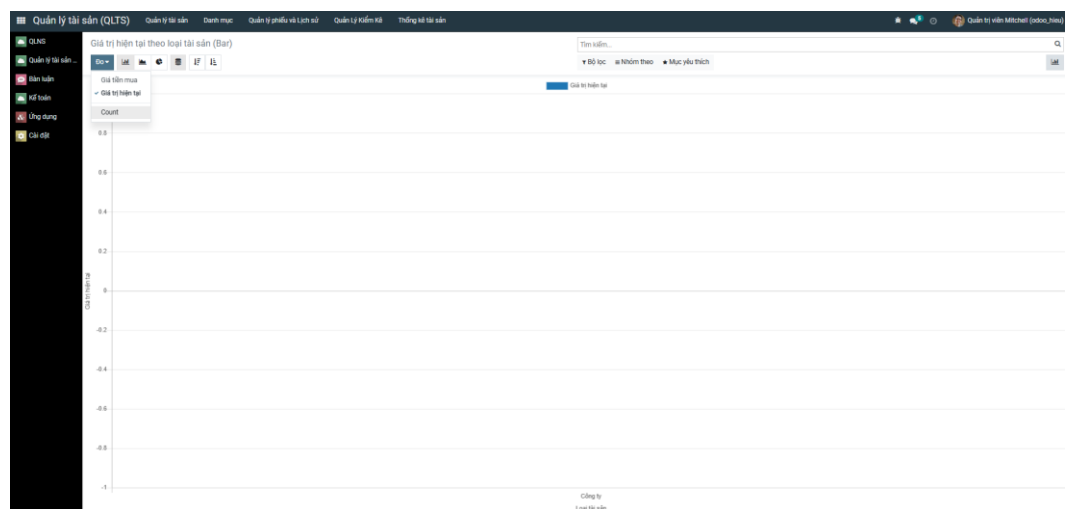 Quản lý tài sản (QLTS) Quản lý tài sản Danh mục Quản lý phiếu và Lịch sử Quản Lý Kiểm Kê Thống kê tài sản Quản trị viên Mitchell (odoo_hieu)
QLNS
Quản lý tài sản ...
Bàn luận
Kế toán
Ứng dụng
Cài đặt
Giá trị hiện tại theo loại tài sản (Bar)
Tìm kiếm...
Đo
Bộ lọc Nhóm theo Mục yêu thích
Giá tiền mua
Giá trị hiện tại
Count
Giá trị hiện tại
0.8
0.6
0.4
0.2
0
-0.2
-0.4
-0.6
-0.8
-1
Giá trị hiện tại
Công ty
Loại tài sản